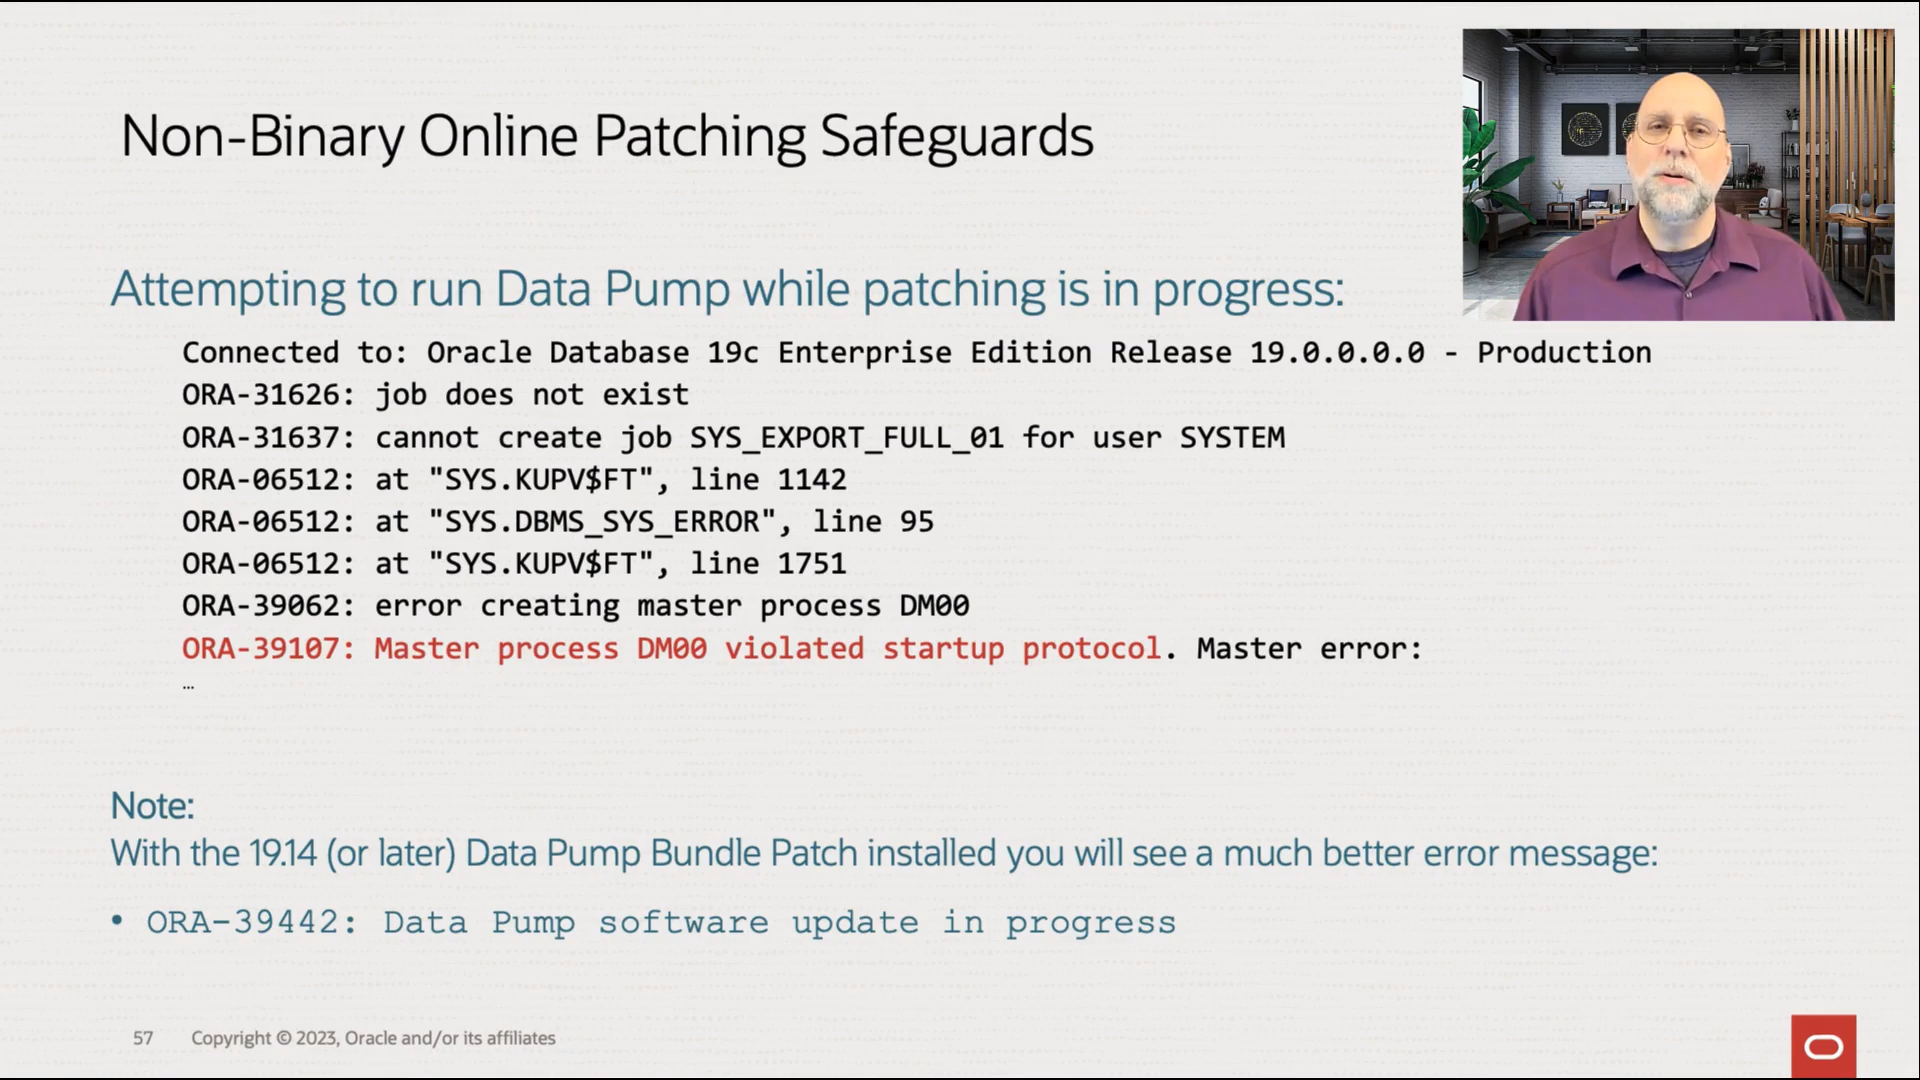 Non-Binary Online Patching Safeguards
Attempting to run Data Pump while patching is in progress:
Connected to: Oracle Database 19c Enterprise Edition Release 19.0.0.0.0 - Production
ORA-31626: job does not exist
ORA-31637: cannot create job SYS_EXPORT_FULL_01 for user SYSTEM
ORA-06512: at "SYS.KUPV$FT", line 1142
ORA-06512: at "SYS.DBMS_SYS_ERROR", line 95
ORA-06512: at "SYS.KUPV$FT", line 1751
ORA-39062: error creating master process DM00
ORA-39107: Master process DM00 violated startup protocol. Master error:
…
Note:
With the 19.14 (or later) Data Pump Bundle Patch installed you will see a much better error message:
• ORA-39442: Data Pump software update in progress
57 Copyright © 2023, Oracle and/or its affiliates